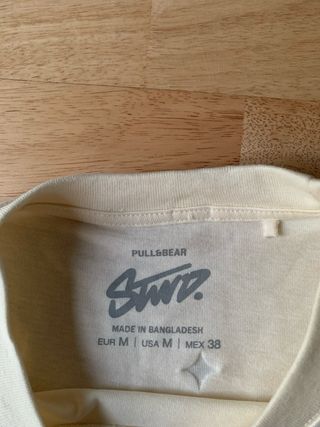 PULL&BEAR
STWD.
MADE IN BANGLADESH
EUR M | USA M | MEX 38